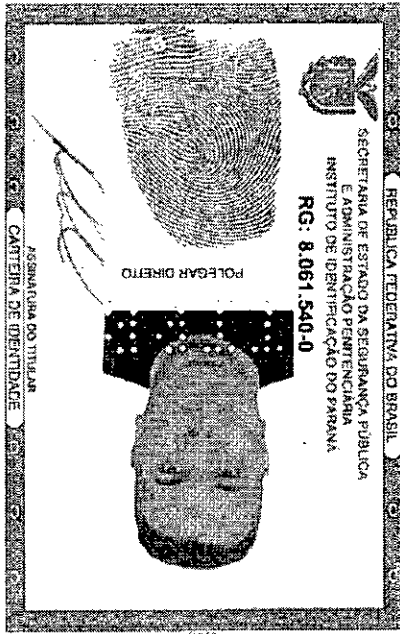 REPÚBLICA FEDERATIVA DO BRASIL
SECRETARIA DE ESTADO DA SEGURANÇA PÚBLICA
E ADMINISTRAÇÃO PENITENCIÁRIA
INSTITUTO DE IDENTIFICAÇÃO DO PARANÁ
RG: 8.061.540-0
POLEGAR DIREITO
ASSINATURA DO TITULAR
CARTEIRA DE IDENTIDADE